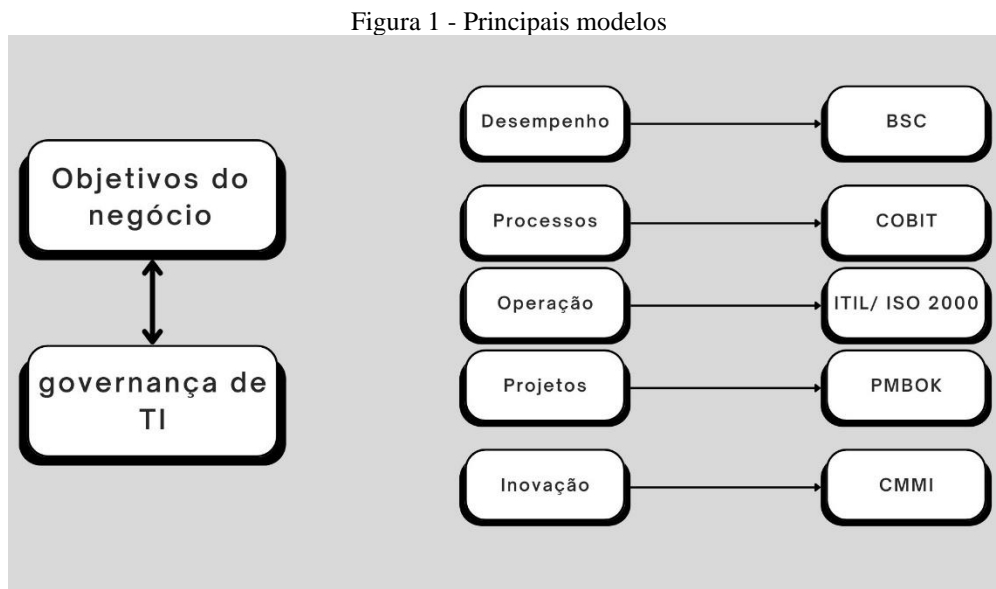 Figura 1 - Principais modelos
Objetivos do
negócio
governança de
TI
Desempenho
BSC
Processos
COBIT
Operação
ITIL/ ISO 2000
Projetos
PMBOK
Inovação
CMMI